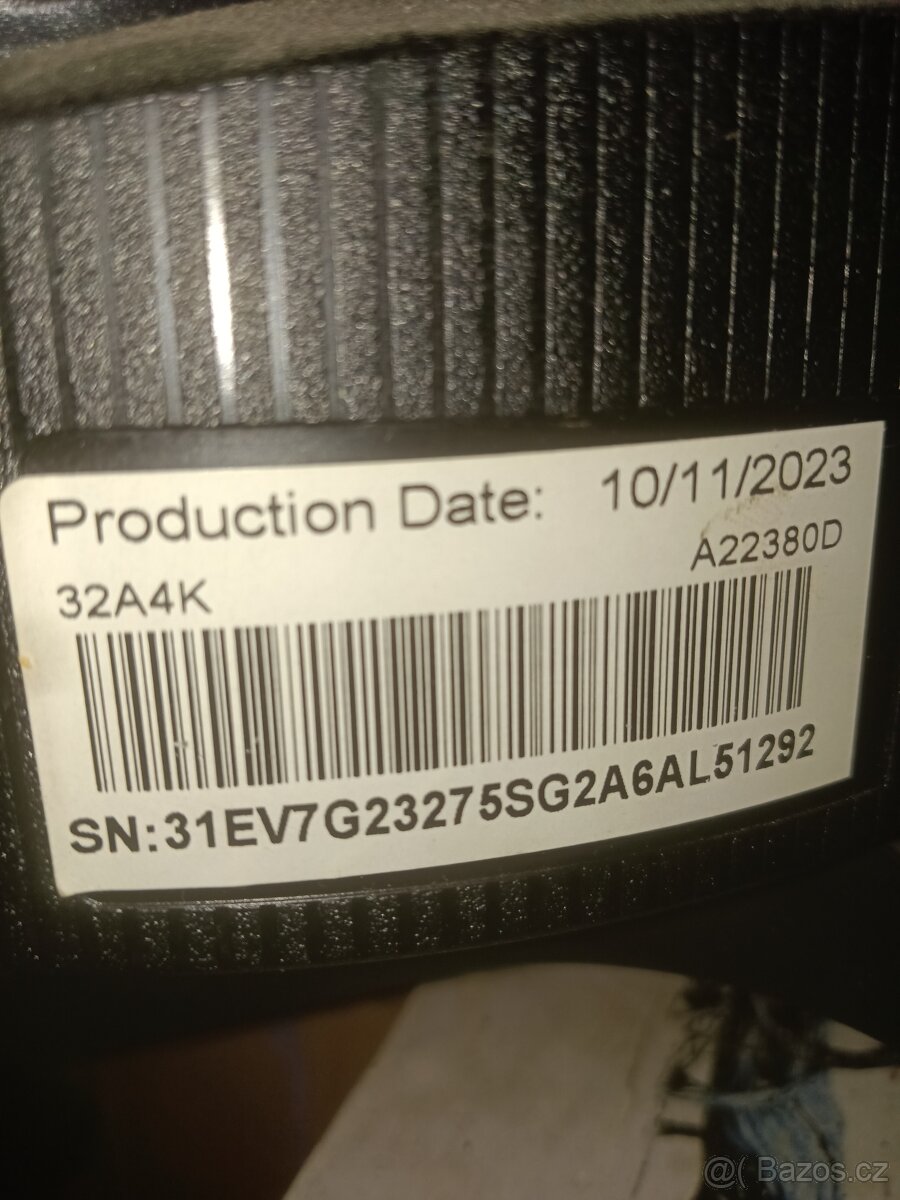 Production Date: 10/11/2023
32A4K A22380D
SN:31EV7G23275SG2A6AL51292
@( Bazos.cz